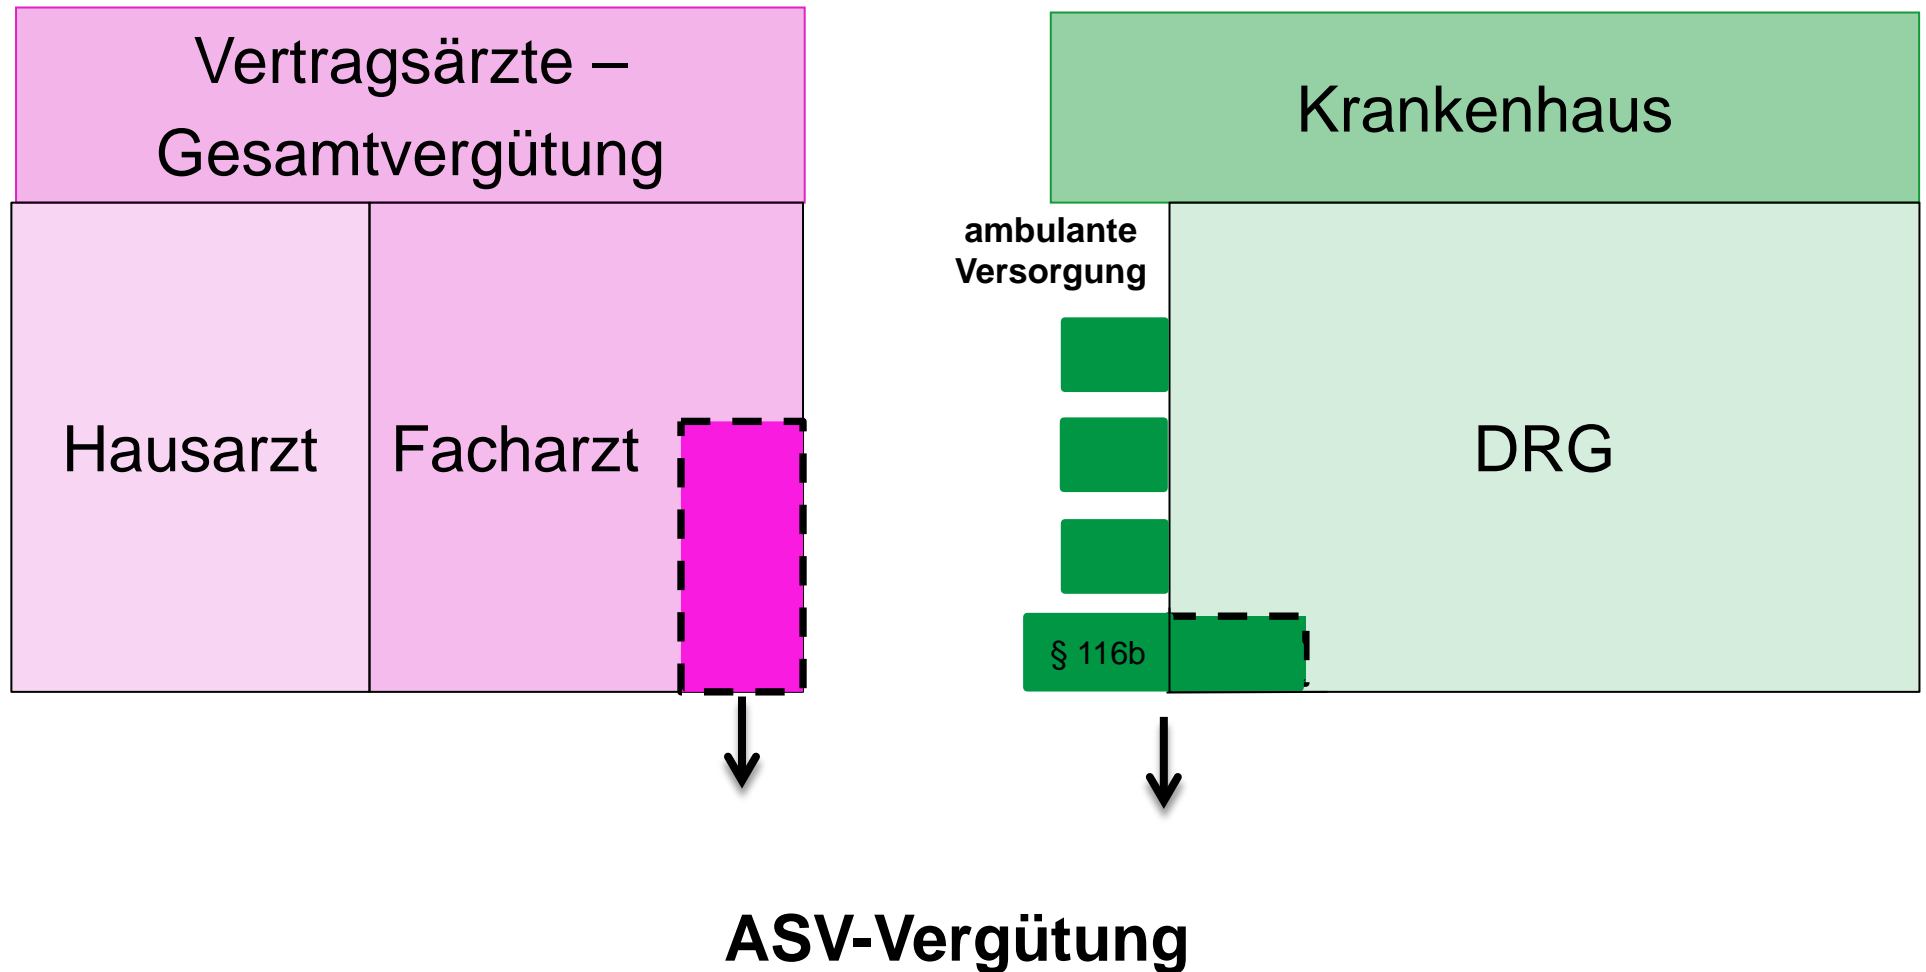 Vertragsärzte –
Gesamtvergütung
Krankenhaus
ambulante
Versorgung
Hausarzt
Facharzt
DRG
§ 116b
ASV-Vergütung